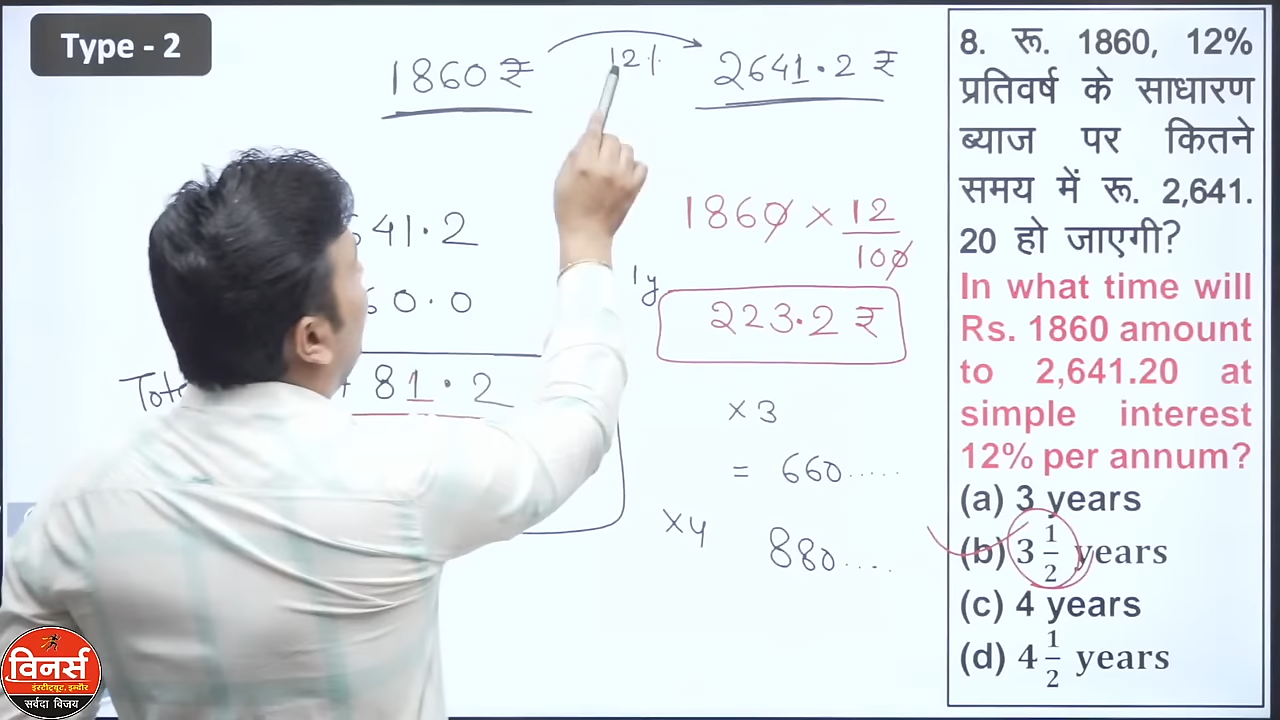 Type - 2
1860 ₹
12%
2641.2 ₹
41.2
60.0
81.2
1860 × 12
100
1y
223.2 ₹
×3
= 660.....
×4 880....
8. रू. 1860, 12%
प्रतिवर्ष के साधारण
ब्याज पर कितने
समय में रू. 2,641.
20 हो जाएगी?
In what time will
Rs. 1860 amount
to 2,641.20 at
simple interest
12% per annum?
(a) 3 years
(b) 3 1/2 years
(c) 4 years
(d) 4 1/2 years
विनर्स
इंस्टीट्यूट, इन्दौर
सर्वदा विजय